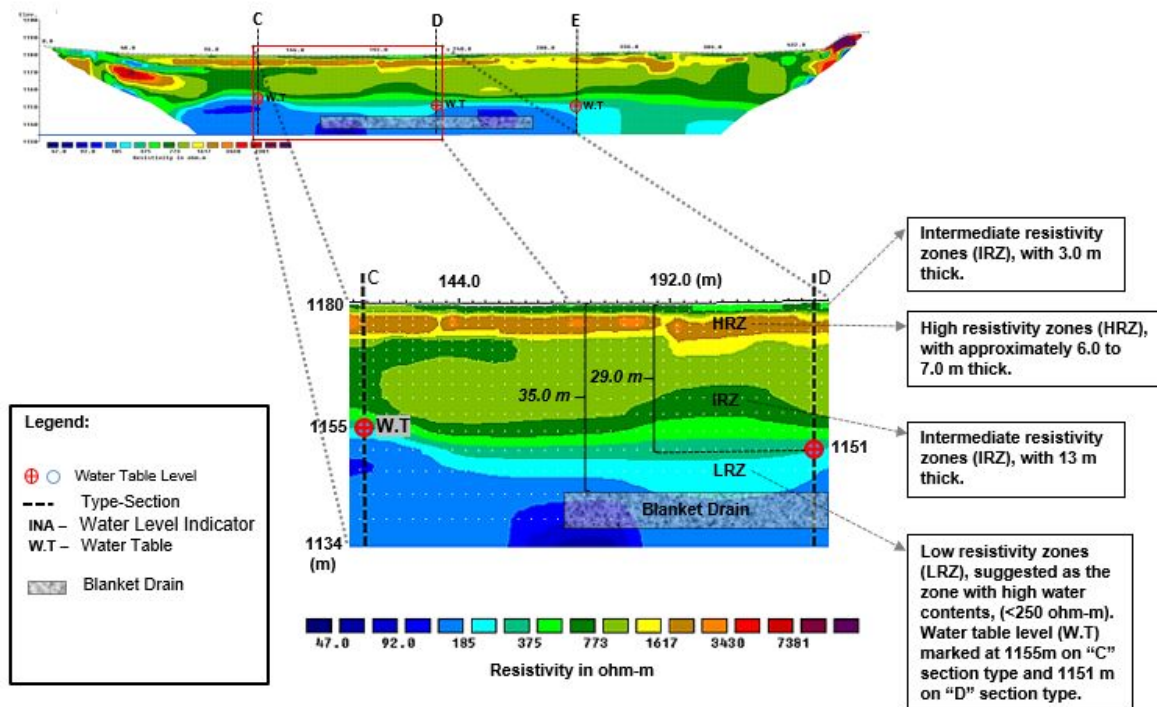 C D E
W.T W.T W.T
Resistivity in ohm-m
C 144.0 192.0 (m) D
1180
HRZ
29.0 m
35.0 m
IRZ
1155 W.T
1151
LRZ
Blanket Drain
1134
(m)
47.0 92.0 185 375 773 1617 3430 7381
Resistivity in ohm-m
Legend:
Water Table Level
Type-Section
INA – Water Level Indicator
W.T – Water Table
Blanket Drain
Intermediate resistivity
zones (IRZ), with 3.0 m
thick.
High resistivity zones (HRZ),
with approximately 6.0 to
7.0 m thick.
Intermediate resistivity
zones (IRZ), with 13 m
thick.
Low resistivity zones
(LRZ), suggested as the
zone with high water
contents, (<250 ohm-m).
Water table level (W.T)
marked at 1155m on “C”
section type and 1151 m
on “D” section type.